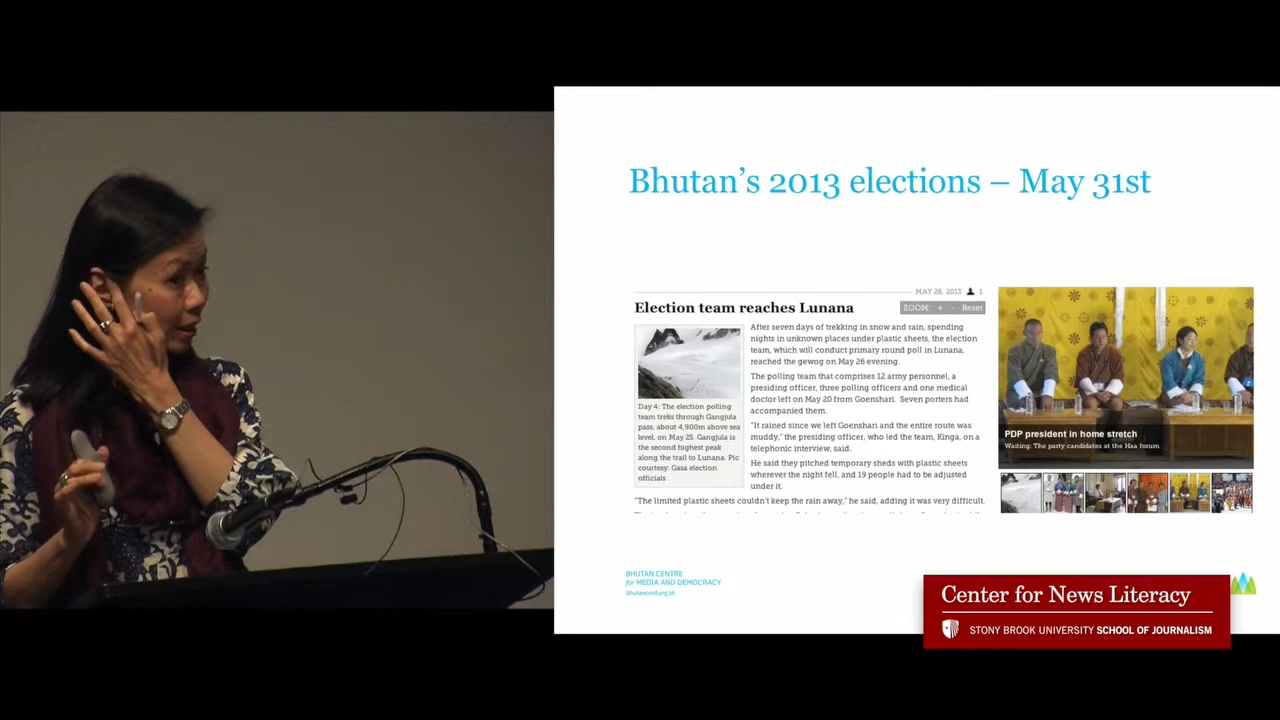 Bhutan’s 2013 elections – May 31st
MAY 28, 2013 1
Election team reaches Lunana
ZOOM: + - Reset
After seven days of trekking in snow and rain, spending
nights in unknown places under plastic sheets, the election
team, which will conduct primary round poll in Lunana,
reached the gewog on May 26 evening.
The polling team that comprises 12 army personnel, a
presiding officer, three polling officers and one medical
doctor left on May 20 from Goenshari. Seven porters had
accompanied them.
“It rained since we left Goenshari and the entire route was
muddy,” the presiding officer, who led the team, Kinga, on a
telephonic interview, said.
He said they pitched temporary sheds with plastic sheets
wherever the night fell, and 19 people had to be adjusted
under it.
“The limited plastic sheets couldn’t keep the rain away,” he said, adding it was very difficult.
Day 4: The election polling
team treks through Gangjula
pass, about 4,900m above sea
level, on May 25. Gangjula is
the second highest peak
along the trail to Lunana. Pic
courtesy: Gasa election
officials
PDP president in home stretch
Waiting: The party candidates at the Haa forum
BHUTAN CENTRE
for MEDIA AND DEMOCRACY
bhutancmd.org.bt
Center for News Literacy
STONY BROOK UNIVERSITY SCHOOL OF JOURNALISM